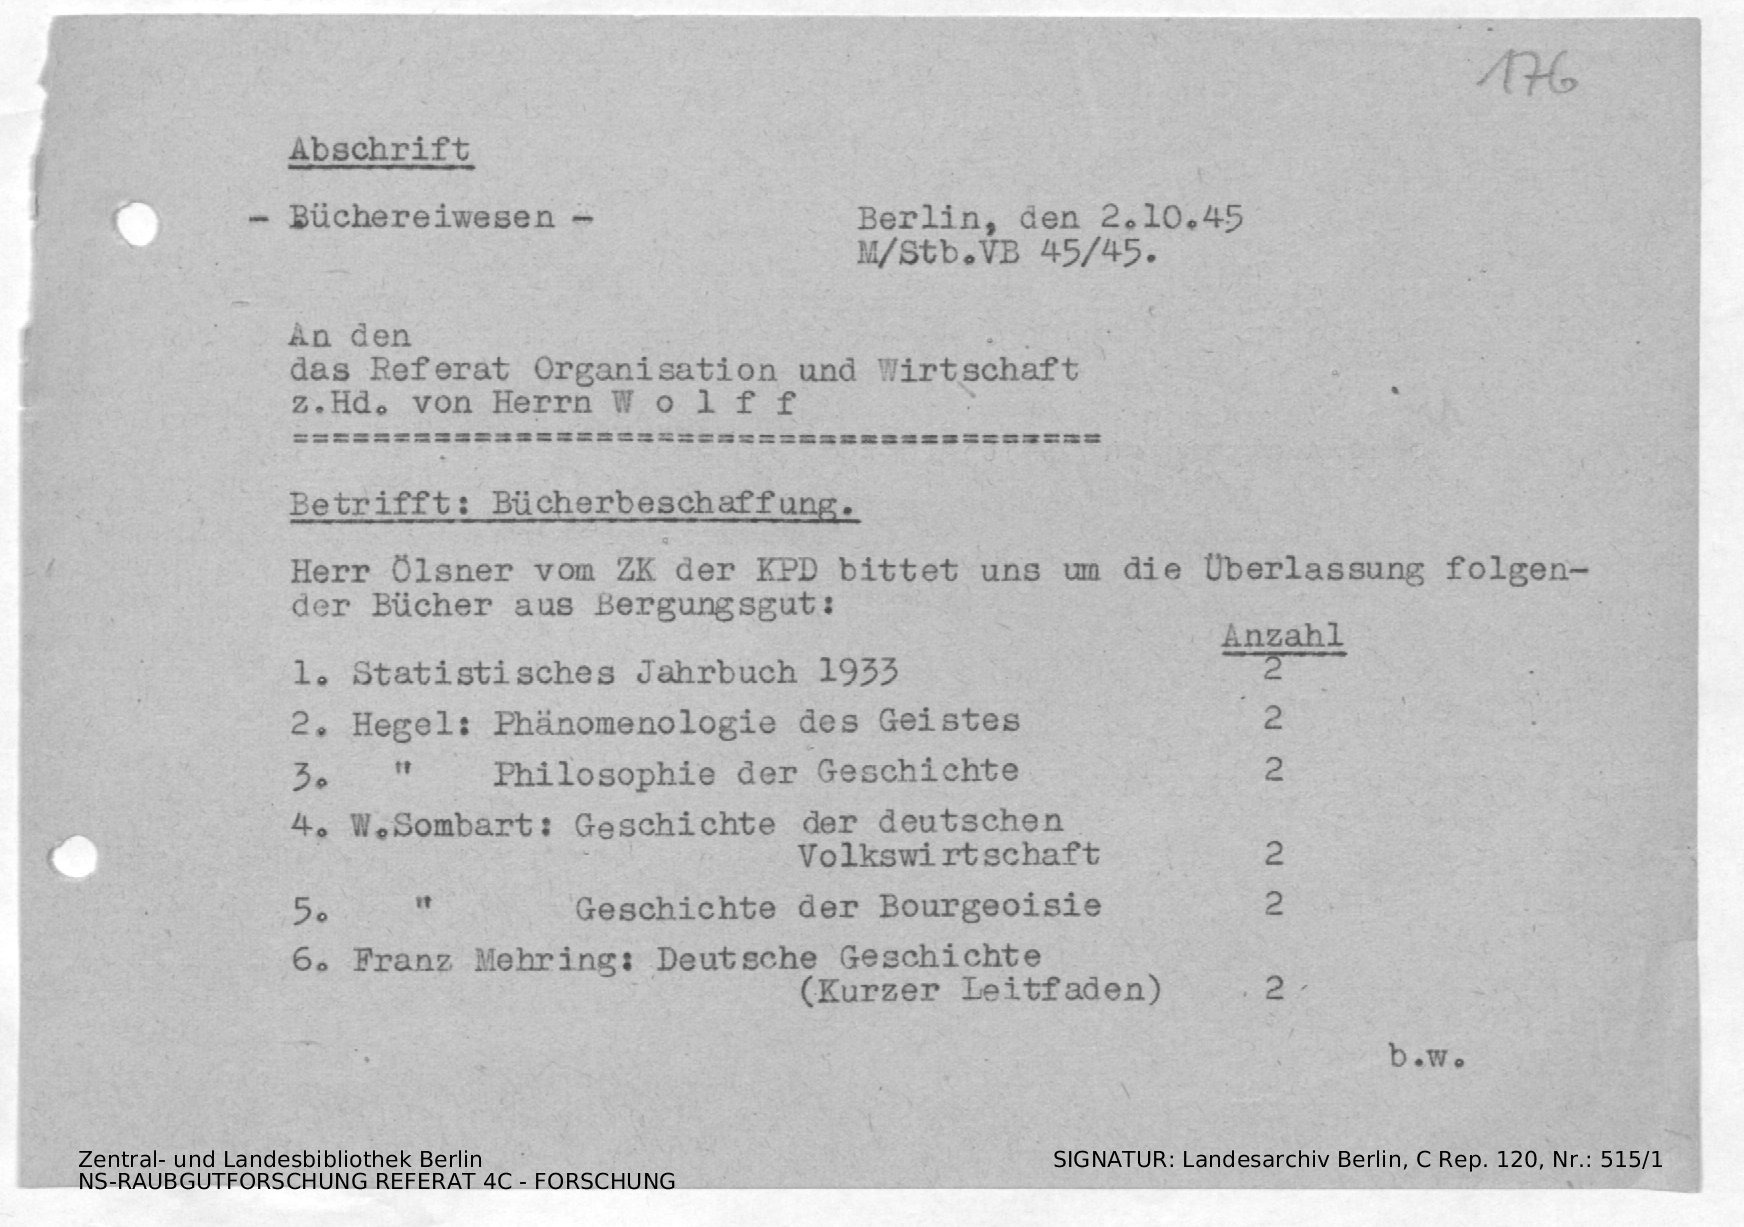 176
Abschrift
- Büchereiwesen -
Berlin, den 2.10.45
M/Stb.VB 45/45.
An den
das Referat Organisation und Wirtschaft
z.Hd. von Herrn W o l f f
========================================
Betrifft: Bücherbeschaffung.
Herr Ölsner vom ZK der KPD bittet uns um die Überlassung folgen-
der Bücher aus Bergungsgut:
Anzahl
1. Statistisches Jahrbuch 1933 2
2. Hegel: Phänomenologie des Geistes 2
3. " Philosophie der Geschichte 2
4. W.Sombart: Geschichte der deutschen
Volkswirtschaft 2
5. " Geschichte der Bourgeoisie 2
6. Franz Mehring: Deutsche Geschichte
(Kurzer Leitfaden) 2
b.w.
Zentral- und Landesbibliothek Berlin
NS-RAUBGUTFORSCHUNG REFERAT 4C - FORSCHUNG
SIGNATUR: Landesarchiv Berlin, C Rep. 120, Nr.: 515/1